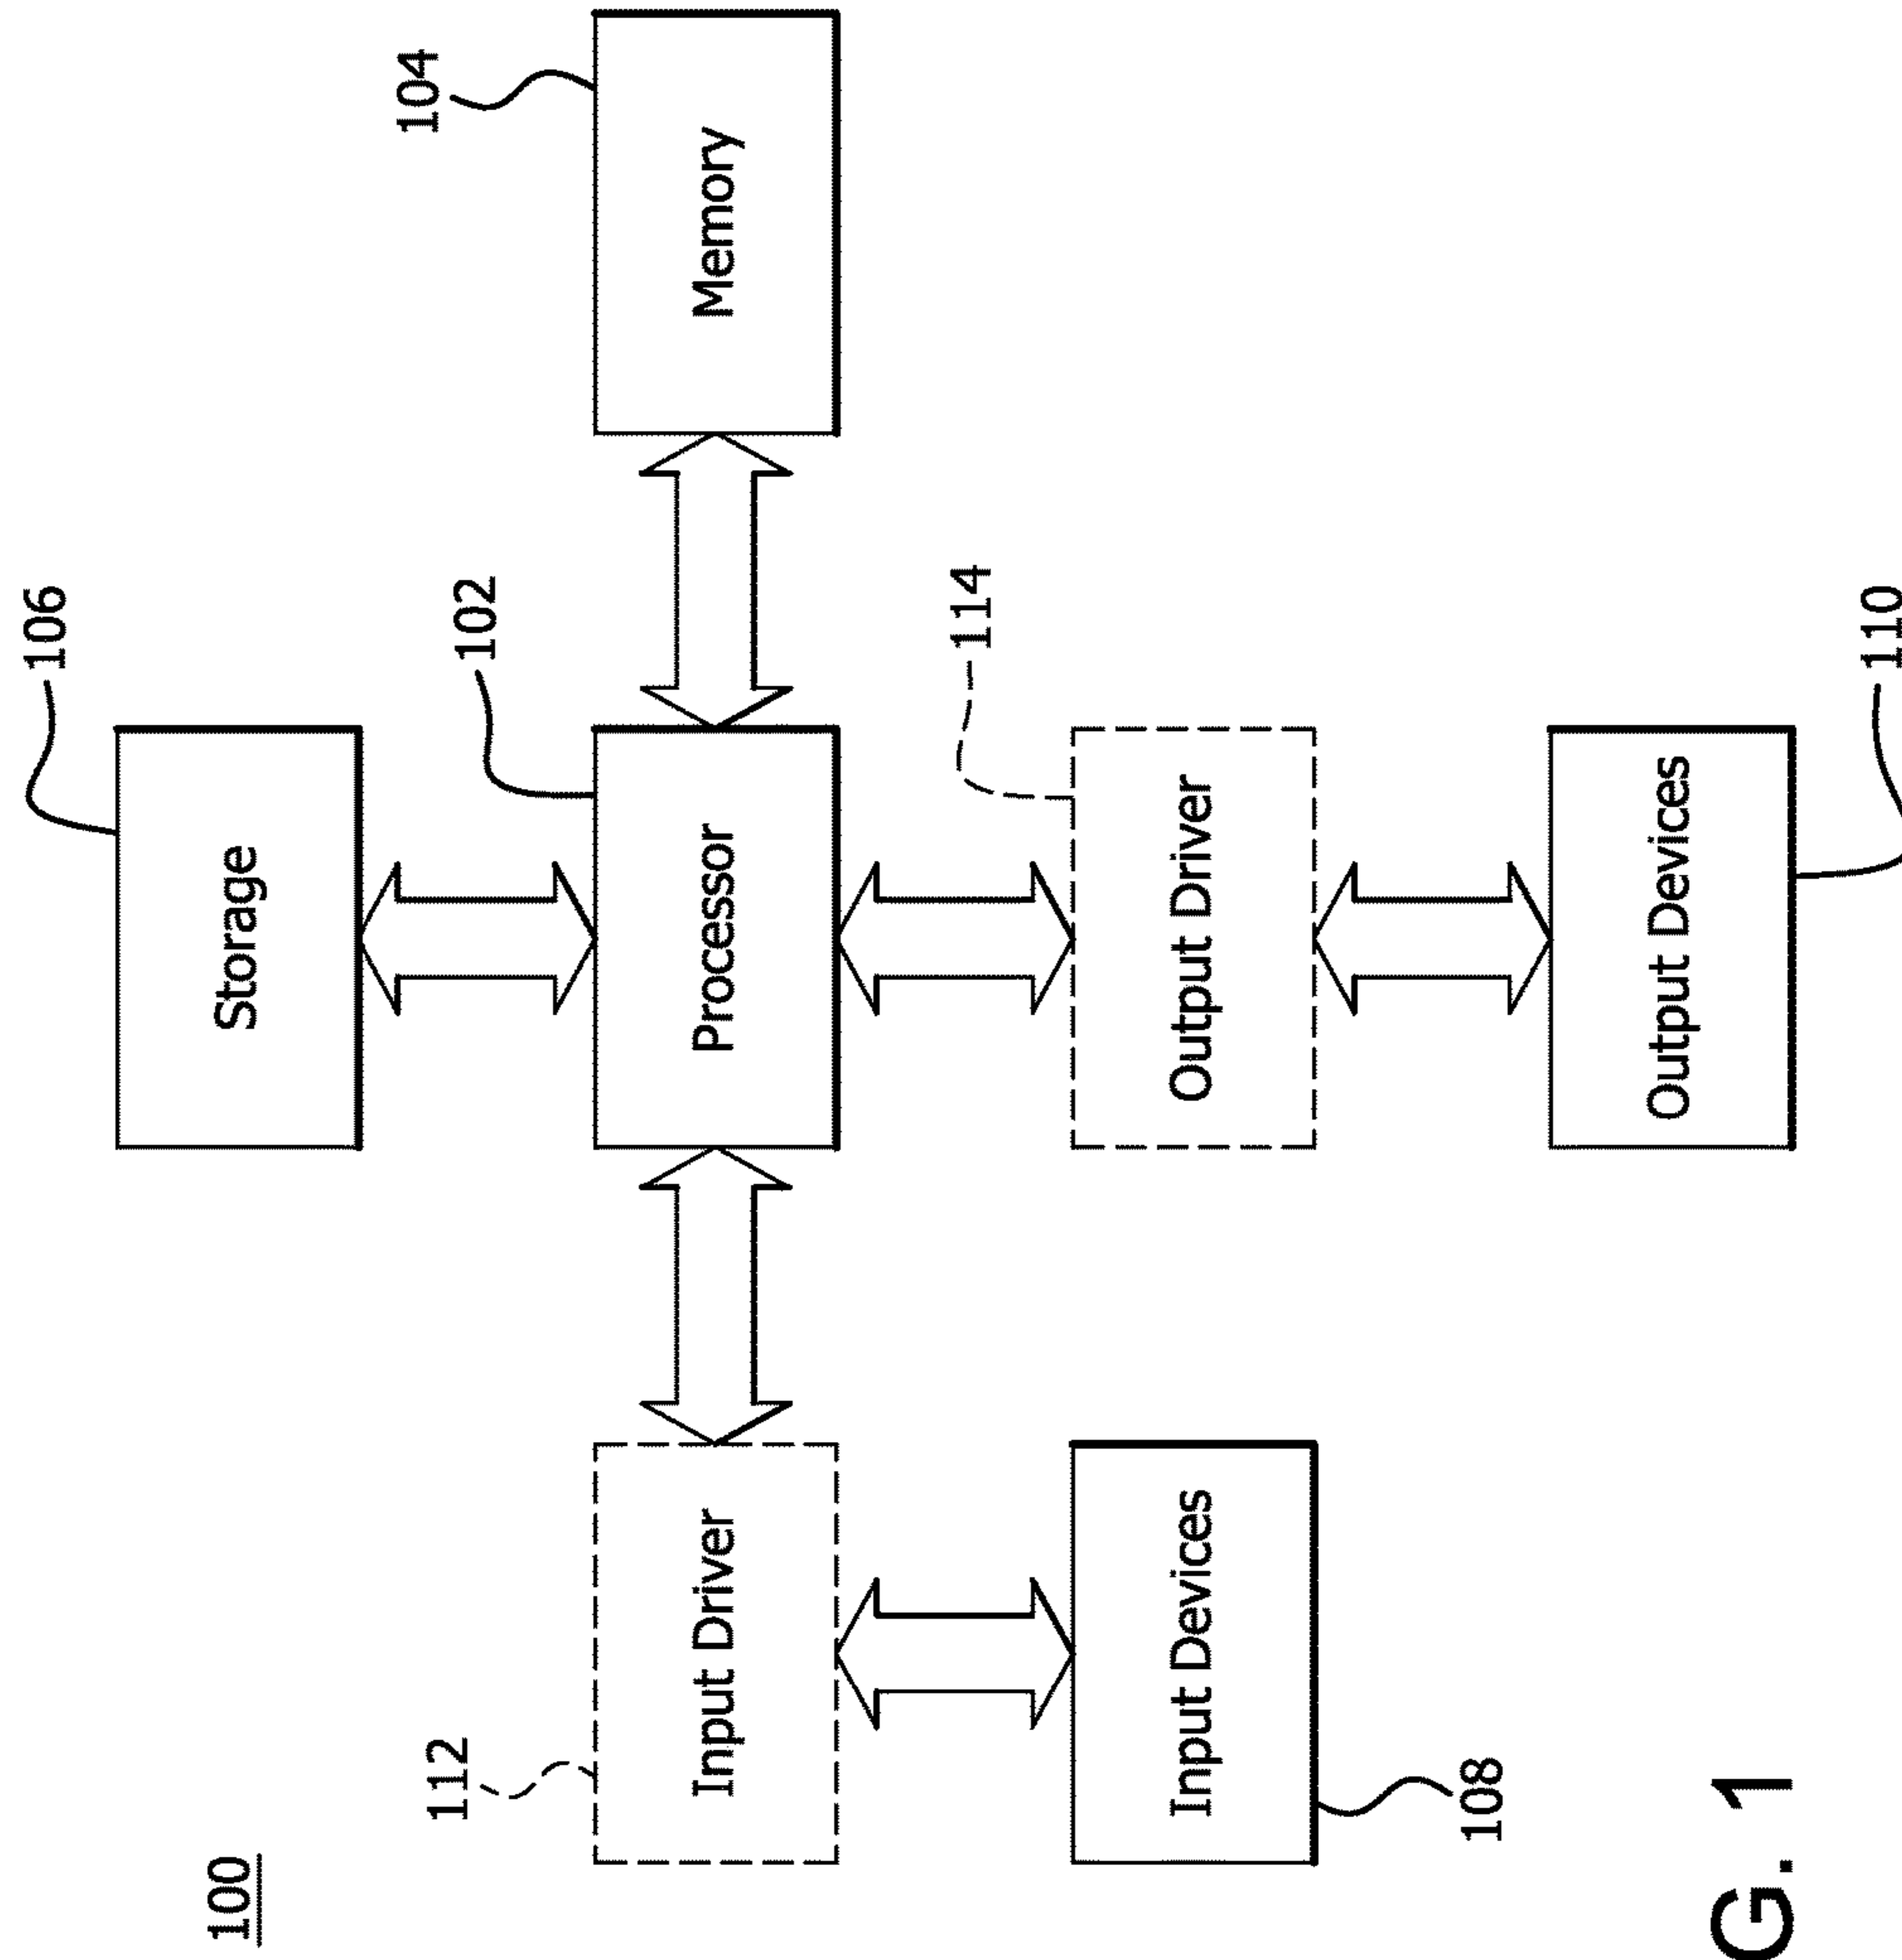 100
106
Storage
112
102
104
Input Driver
Processor
Memory
114
Input Devices
Output Driver
108
Output Devices
110
G. 1